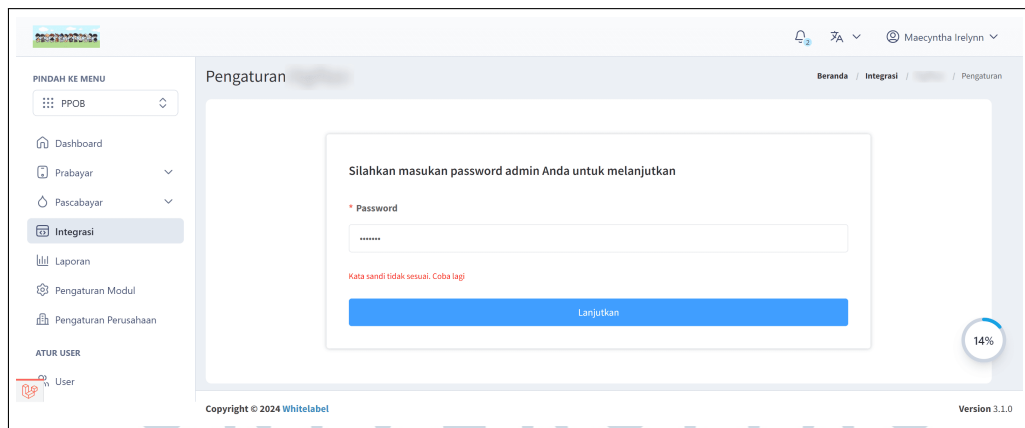 2
Maecyntha Irelynn
PINDAH KE MENU
PPOB
Dashboard
Prabayar
Pascabayar
Integrasi
Laporan
Pengaturan Modul
Pengaturan Perusahaan
ATUR USER
User
Pengaturan
Beranda / Integrasi / / Pengaturan
Silahkan masukan password admin Anda untuk melanjutkan
* Password
•••••••
Kata sandi tidak sesuai. Coba lagi
Lanjutkan
14%
Copyright © 2024 Whitelabel
Version 3.1.0